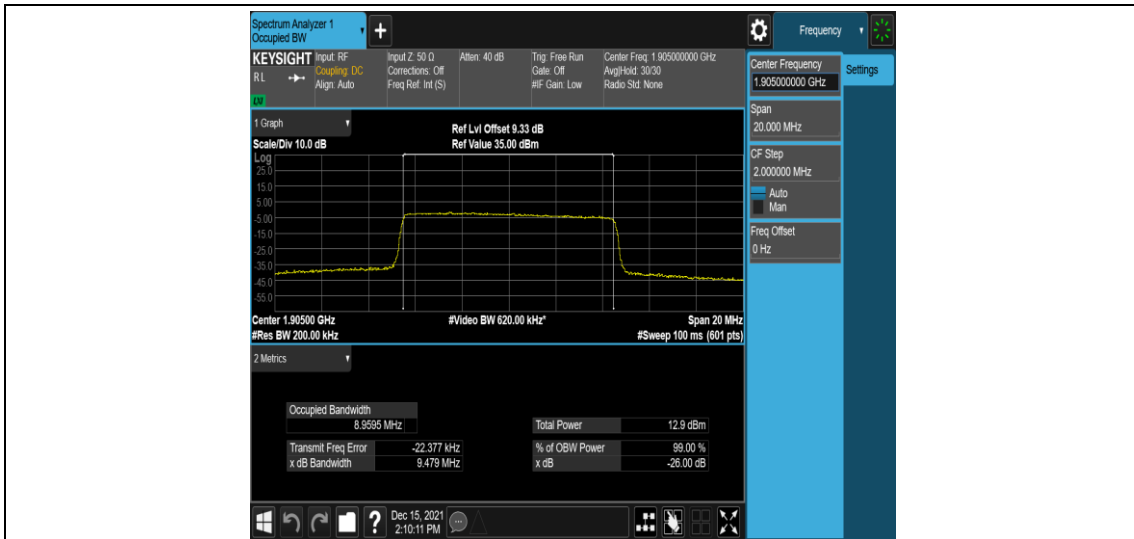 Spectrum Analyzer 1
Occupied BW
+
Frequency
KEYSIGHT
RL
LXI
Input: RF
Coupling: DC
Align: Auto
Input Z: 50 Ω
Corrections: Off
Freq Ref: Int (S)
Atten: 40 dB
Trig: Free Run
Gate: Off
#IF Gain: Low
Center Freq: 1.905000000 GHz
Avg|Hold: 30/30
Radio Std: None
Center Frequency
1.905000000 GHz
Settings
Span
20.000 MHz
CF Step
2.000000 MHz
Auto
Man
Freq Offset
0 Hz
1 Graph
Scale/Div 10.0 dB
Ref Lvl Offset 9.33 dB
Ref Value 35.00 dBm
Log
25.0
15.0
5.00
-5.00
-15.0
-25.0
-35.0
-45.0
-55.0
Center 1.90500 GHz
#Video BW 620.00 kHz*
Span 20 MHz
#Res BW 200.00 kHz
#Sweep 100 ms (601 pts)
2 Metrics
Occupied Bandwidth
8.9595 MHz
Total Power 12.9 dBm
Transmit Freq Error -22.377 kHz
% of OBW Power 99.00 %
x dB Bandwidth 9.479 MHz
x dB -26.00 dB
?
Dec 15, 2021
2:10:11 PM